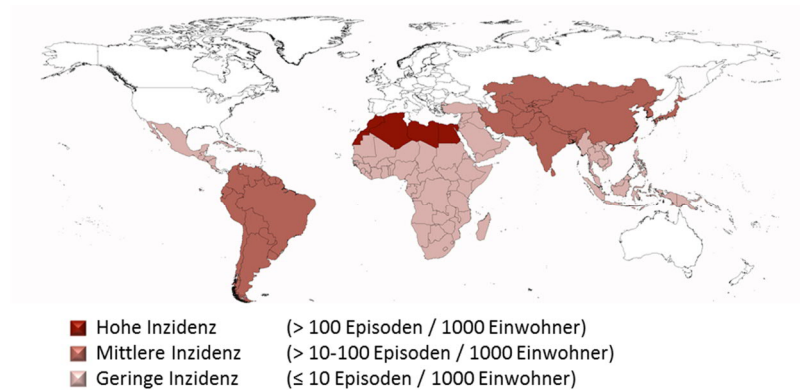 Hohe Inzidenz (> 100 Episoden / 1000 Einwohner)
Mittlere Inzidenz (> 10-100 Episoden / 1000 Einwohner)
Geringe Inzidenz (≤ 10 Episoden / 1000 Einwohner)